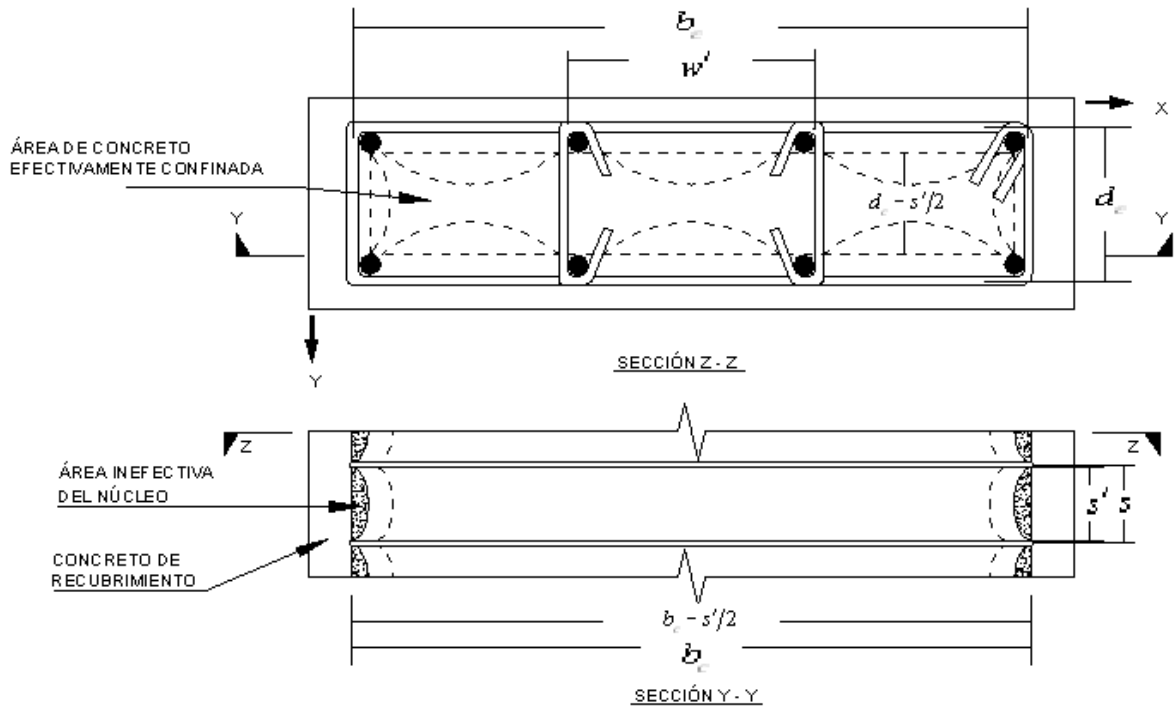 b_c
w'
X
ÁREA DE CONCRETO
EFECTIVAMENTE CONFINADA
d_c - s'/2
d_c
Y
Y
SECCIÓN Z - Z
Y
Z
Z
ÁREA INEFECTIVA
DEL NÚCLEO
s'
s
CONCRETO DE
RECUBRIMIENTO
b_c - s'/2
b_c
SECCIÓN Y - Y